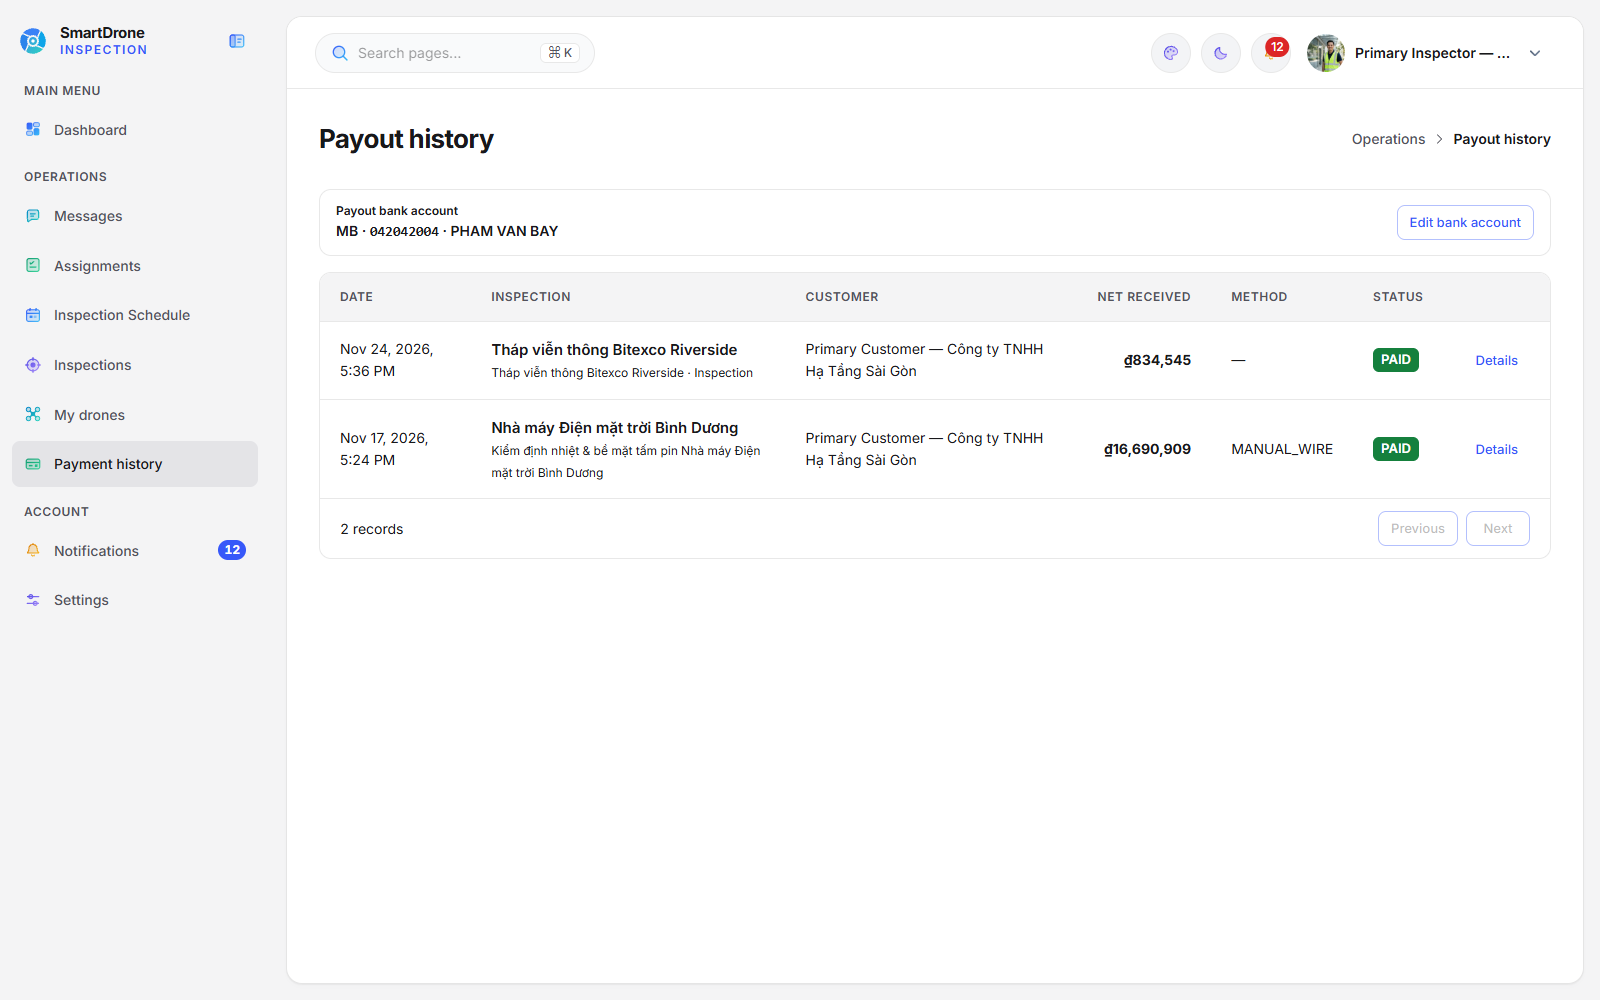 SmartDrone
INSPECTION
MAIN MENU
Dashboard
OPERATIONS
Messages
Assignments
Inspection Schedule
Inspections
My drones
Payment history
ACCOUNT
Notifications 12
Settings
Search pages... ⌘ K
12
Primary Inspector — ...
Payout history
Operations > Payout history
Payout bank account
MB · 042042004 · PHAM VAN BAY
Edit bank account
DATE INSPECTION CUSTOMER NET RECEIVED METHOD STATUS
Nov 24, 2026,
5:36 PM
Tháp viễn thông Bitexco Riverside
Tháp viễn thông Bitexco Riverside · Inspection
Primary Customer — Công ty TNHH
Hạ Tầng Sài Gòn
₫834,545
—
PAID
Details
Nov 17, 2026,
5:24 PM
Nhà máy Điện mặt trời Bình Dương
Kiểm định nhiệt & bề mặt tấm pin Nhà máy Điện
mặt trời Bình Dương
Primary Customer — Công ty TNHH
Hạ Tầng Sài Gòn
₫16,690,909
MANUAL_WIRE
PAID
Details
2 records
Previous
Next